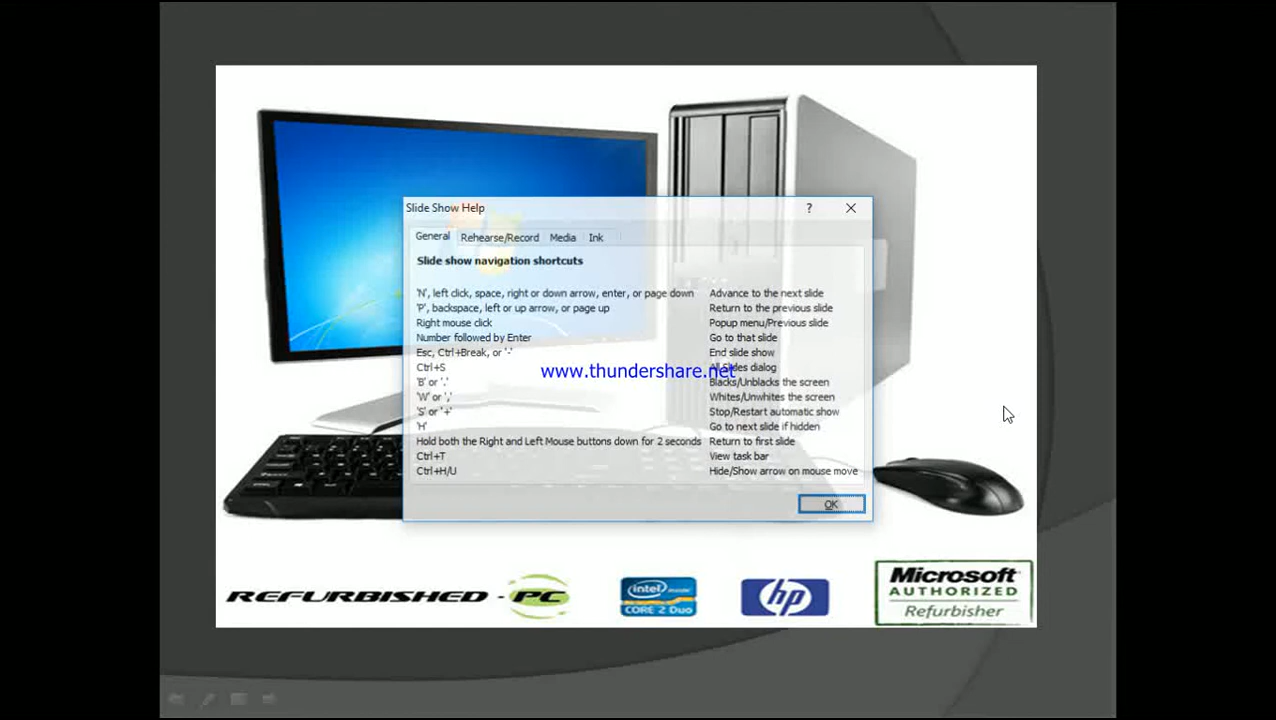 Slide Show Help
General Rehearse/Record Media Ink
Slide show navigation shortcuts
'N', left click, space, right or down arrow, enter, or page down Advance to the next slide
'P', backspace, left or up arrow, or page up Return to the previous slide
Right mouse click Popup menu/Previous slide
Number followed by Enter Go to that slide
Esc, Ctrl+Break, or '-' End slide show
Ctrl+S All Slides dialog
www.thundershare.net
'B' or '.' Blacks/Unblacks the screen
'W' or ',' Whites/Unwhites the screen
'S' or '+' Stop/Restart automatic show
'H' Go to next slide if hidden
Hold both the Right and Left Mouse buttons down for 2 seconds Return to first slide
Ctrl+T View task bar
Ctrl+H/U Hide/Show arrow on mouse move
OK
REFURBISHED - PC
intel inside
CORE 2 Duo
hp
Microsoft
AUTHORIZED
Refurbisher